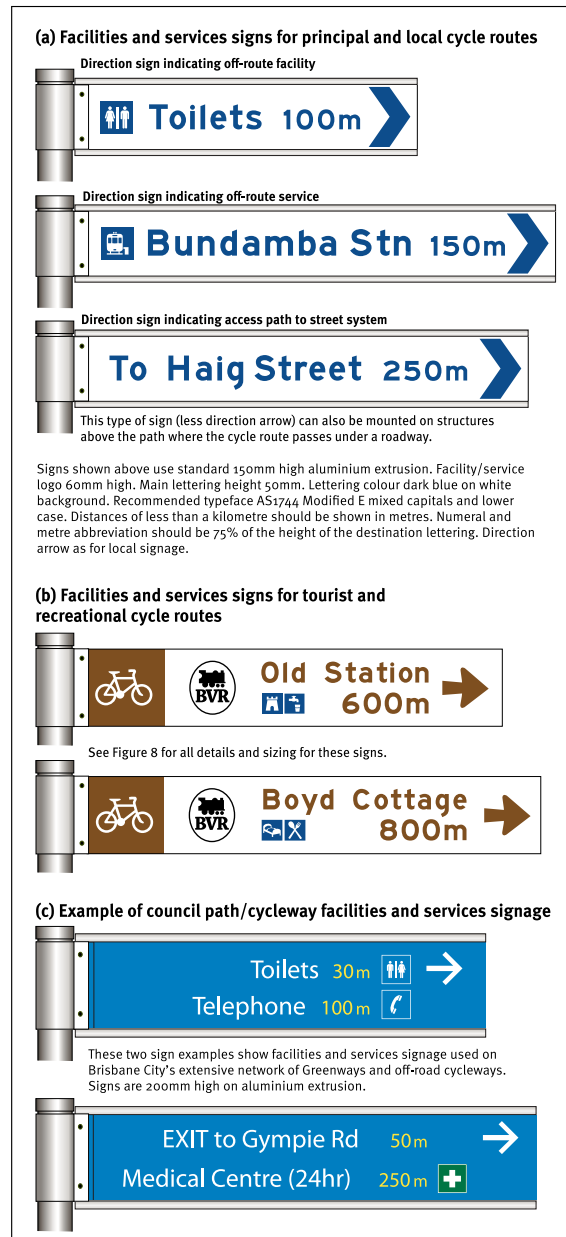 (a) Facilities and services signs for principal and local cycle routes
Direction sign indicating off-route facility
Toilets 100m
Direction sign indicating off-route service
Bundamba Stn 150m
Direction sign indicating access path to street system
To Haig Street 250m
This type of sign (less direction arrow) can also be mounted on structures
above the path where the cycle route passes under a roadway.
Signs shown above use standard 150mm high aluminium extrusion. Facility/service
logo 60mm high. Main lettering height 50mm. Lettering colour dark blue on white
background. Recommended typeface AS1744 Modified E mixed capitals and lower
case. Distances of less than a kilometre should be shown in metres. Numeral and
metre abbreviation should be 75% of the height of the destination lettering. Direction
arrow as for local signage.
(b) Facilities and services signs for tourist and
recreational cycle routes
BVR
Old Station
600m
See Figure 8 for all details and sizing for these signs.
BVR
Boyd Cottage
800m
(c) Example of council path/cycleway facilities and services signage
Toilets 30m
Telephone 100m
These two sign examples show facilities and services signage used on
Brisbane City's extensive network of Greenways and off-road cycleways.
Signs are 200mm high on aluminium extrusion.
EXIT to Gympie Rd 50m
Medical Centre (24hr) 250m